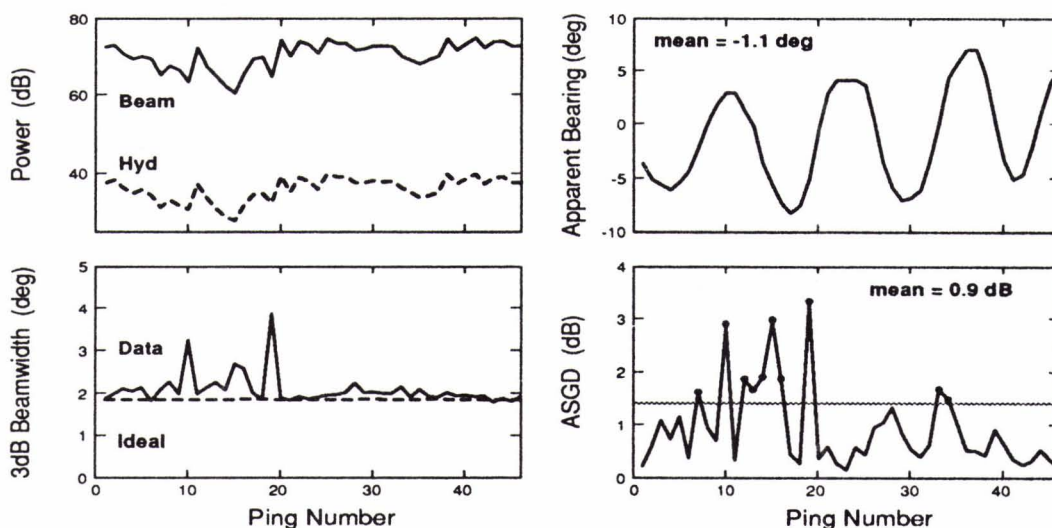 Power (dB)
80
60
40
Beam
Hyd
Apparent Bearing (deg)
10
5
0
-5
-10
mean = -1.1 deg
3dB Beamwidth (deg)
5
4
3
2
1
0
Data
Ideal
0
10
20
30
40
Ping Number
ASGD (dB)
4
3
2
1
0
mean = 0.9 dB
0
10
20
30
40
Ping Number